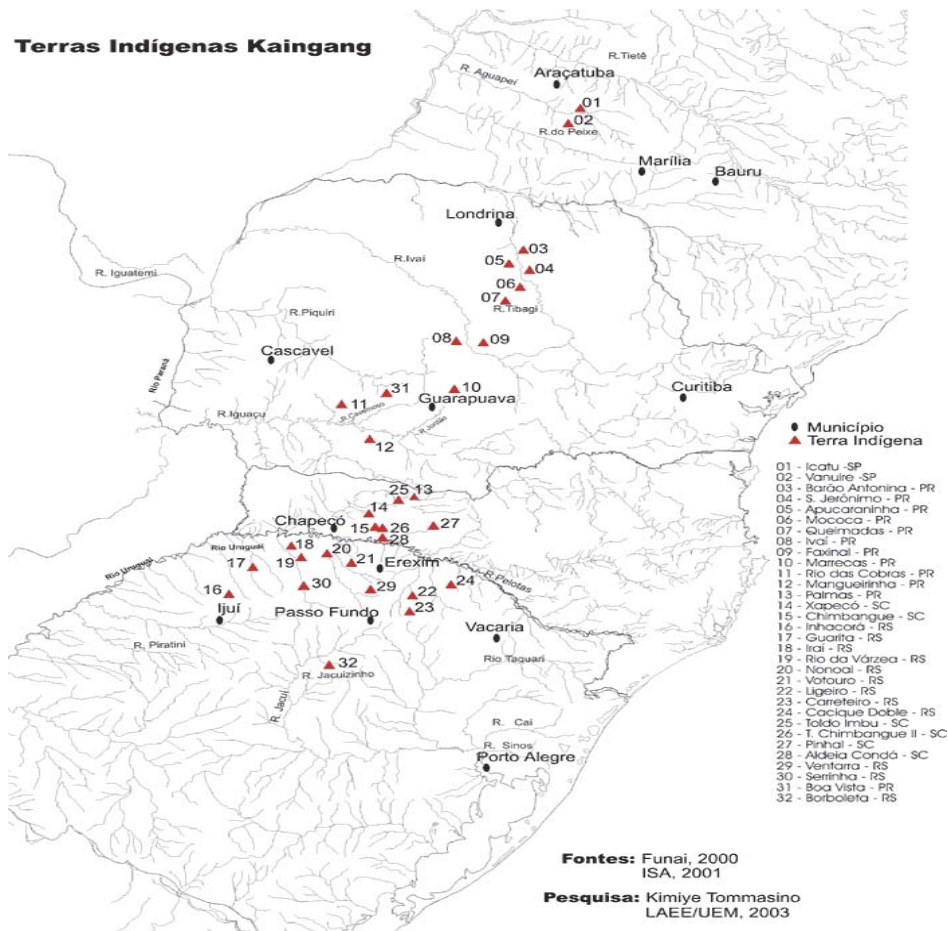 Terras Indígenas Kaingang
R.Tietê
R. Aguapeí
Araçatuba
01
02
R.do Peixe
Marília
Bauru
Londrina
03
R.Ivaí
05
04
R. Iguatemi
06
07
R.Tibagi
R.Piquiri
08
09
Cascavel
Rio Paraná
31
10
Curitiba
11
Guarapuava
R.Iguaçu
R. Cavernoso
R. Jordão
12
Município
Terra Indígena
25
13
14
Chapecó
15
26
27
28
Rio Uruguai
18
20
Rio Uruguai
17
19
21
Erexim
R. Pelotas
24
16
30
29
22
Ijuí
Passo Fundo
23
Vacaria
R. Piratini
Rio Taquari
32
R. Jacuizinho
R. Jacuí
R. Caí
R. Sinos
Porto Alegre
01 - Icatu -SP
02 - Vanuire -SP
03 - Barão Antonina - PR
04 - S. Jerônimo - PR
05 - Apucaraninha - PR
06 - Mococa - PR
07 - Queimadas - PR
08 - Ivaí - PR
09 - Faxinal - PR
10 - Marrecas - PR
11 - Rio das Cobras - PR
12 - Mangueirinha - PR
13 - Palmas - PR
14 - Xapecó - SC
15 - Chimbangue - SC
16 - Inhacorá - RS
17 - Guarita - RS
18 - Iraí - RS
19 - Rio da Várzea - RS
20 - Nonoai - RS
21 - Votouro - RS
22 - Ligeiro - RS
23 - Carreteiro - RS
24 - Cacique Doble - RS
25 - Toldo Imbu - SC
26 - T. Chimbangue II - SC
27 - Pinhal - SC
28 - Aldeia Condá - SC
29 - Ventarra - RS
30 - Serrinha - RS
31 - Boa Vista - PR
32 - Borboleta - RS
Fontes: Funai, 2000
ISA, 2001
Pesquisa: Kimiye Tommasino
LAEE/UEM, 2003